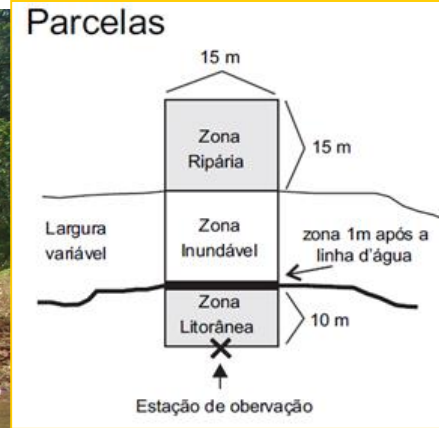 Parcelas
15 m
Zona
Ripária
15 m
Largura
variável
Zona
Inundável
zona 1m após a
linha d'água
Zona
Litorânea
10 m
Estação de obervação